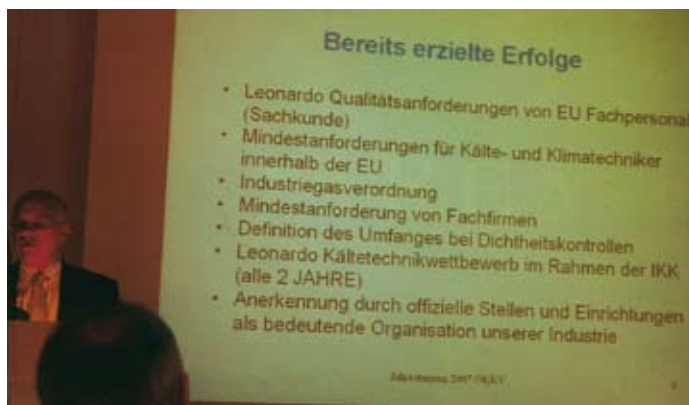 Bereits erzielte Erfolge
• Leonardo Qualitätsanforderungen von EU Fachpersonal
(Sachkunde)
• Mindestanforderungen für Kälte- und Klimatechniker
innerhalb der EU
• Industriegasverordnung
• Mindestanforderung von Fachfirmen
• Definition des Umfanges bei Dichtheitskontrollen
• Leonardo Kältetechnikwettbewerb im Rahmen der IKK
(alle 2 JAHRE)
• Anerkennung durch offizielle Stellen und Einrichtungen
als bedeutende Organisation unserer Industrie
2007